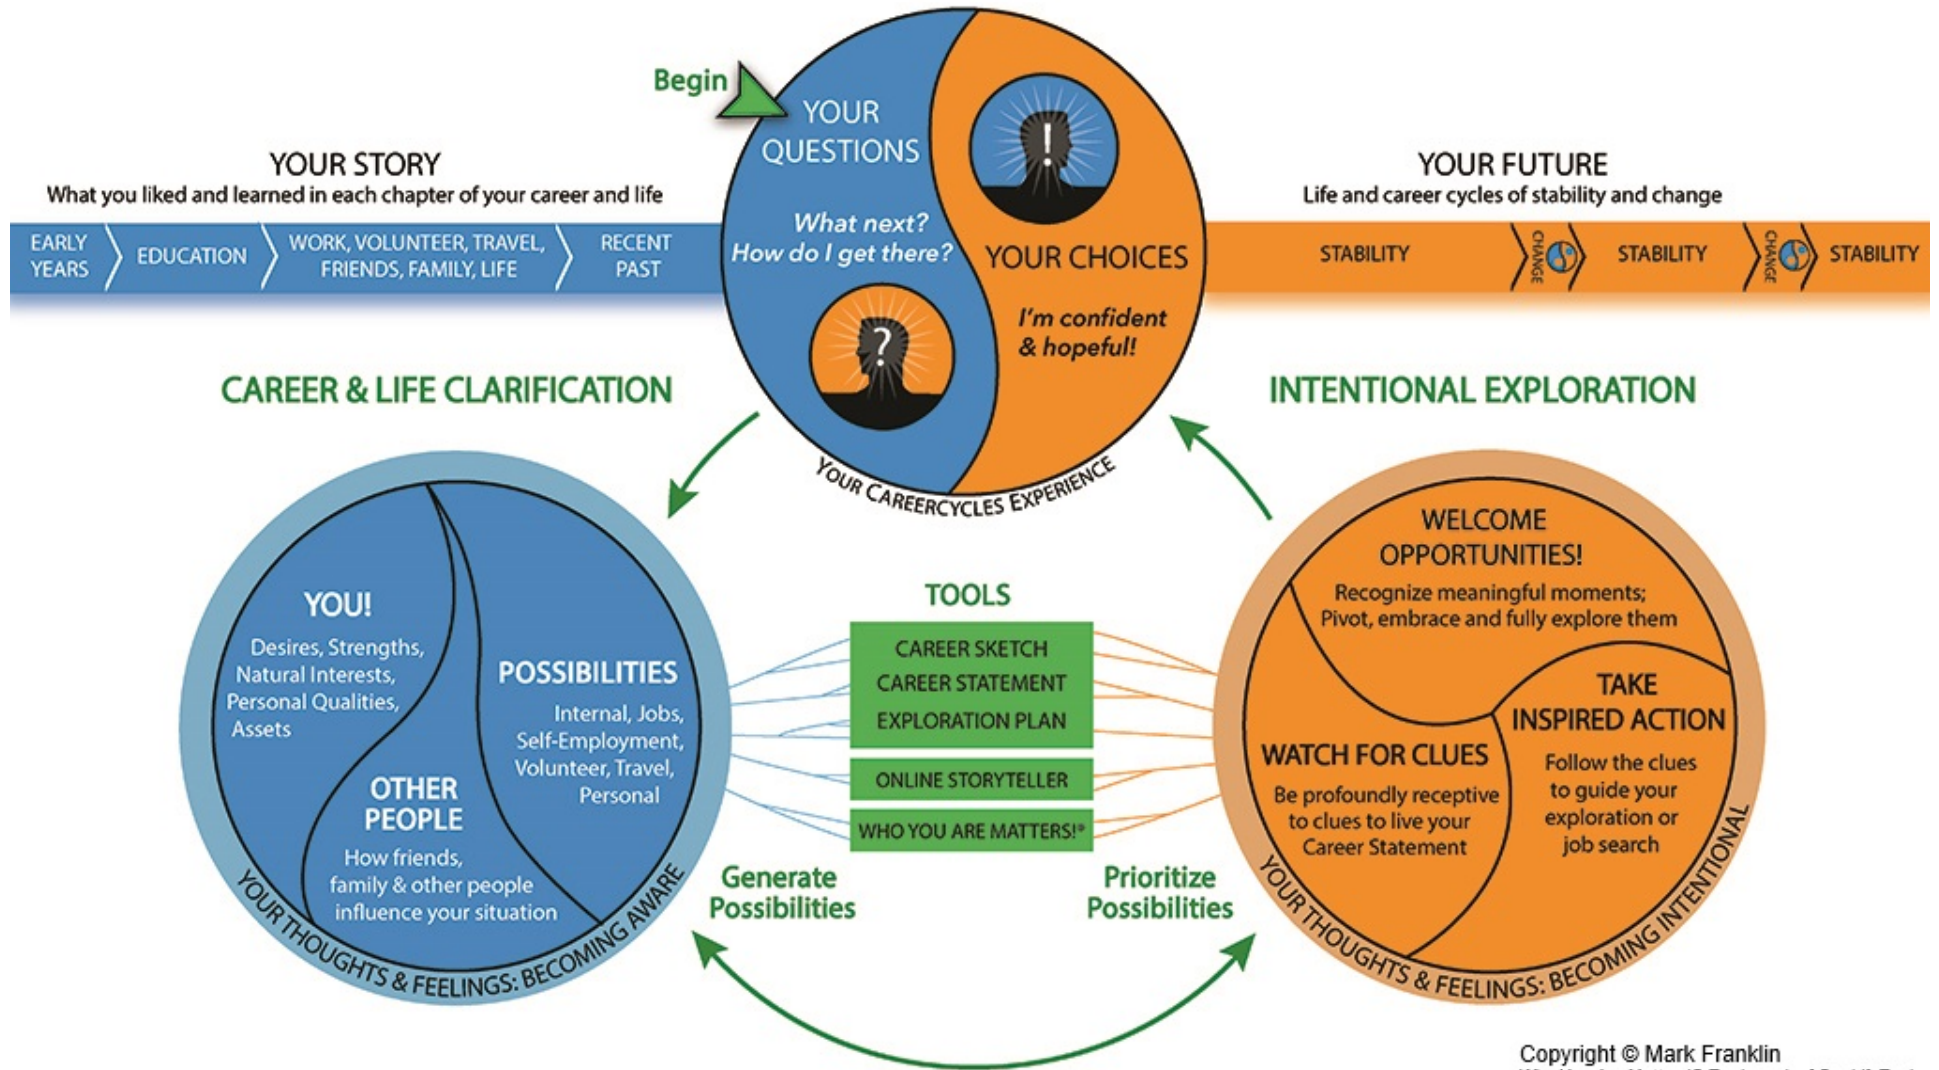 Begin
YOUR STORY
What you liked and learned in each chapter of your career and life
EARLY
YEARS
EDUCATION
WORK, VOLUNTEER, TRAVEL,
FRIENDS, FAMILY, LIFE
RECENT
PAST
YOUR
QUESTIONS
What next?
How do I get there?
?
!
YOUR CHOICES
I'm confident
& hopeful!
YOUR CAREERCYCLES EXPERIENCE
YOUR FUTURE
Life and career cycles of stability and change
STABILITY
CHANGE
STABILITY
CHANGE
STABILITY
CAREER & LIFE CLARIFICATION
INTENTIONAL EXPLORATION
YOU!
Desires, Strengths,
Natural Interests,
Personal Qualities,
Assets
OTHER
PEOPLE
How friends,
family & other people
influence your situation
POSSIBILITIES
Internal, Jobs,
Self-Employment,
Volunteer, Travel,
Personal
YOUR THOUGHTS & FEELINGS: BECOMING AWARE
TOOLS
CAREER SKETCH
CAREER STATEMENT
EXPLORATION PLAN
ONLINE STORYTELLER
WHO YOU ARE MATTERS!®
Generate
Possibilities
Prioritize
Possibilities
WELCOME
OPPORTUNITIES!
Recognize meaningful moments;
Pivot, embrace and fully explore them
WATCH FOR CLUES
Be profoundly receptive
to clues to live your
Career Statement
TAKE
INSPIRED ACTION
Follow the clues
to guide your
exploration or
job search
YOUR THOUGHTS & FEELINGS: BECOMING INTENTIONAL
Copyright © Mark Franklin